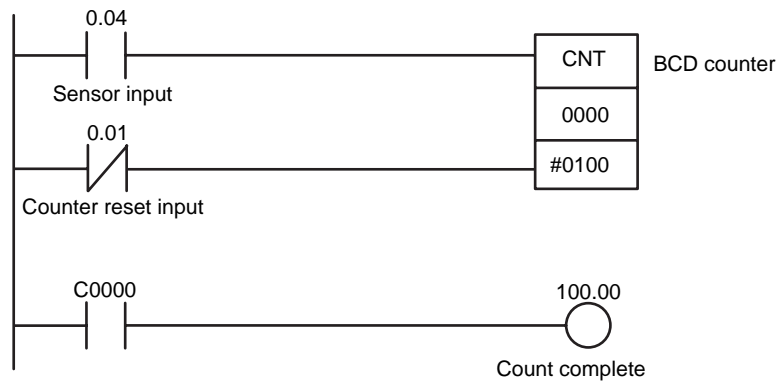 0.04
CNT
BCD counter
Sensor input
0000
0.01
#0100
Counter reset input
C0000
100.00
Count complete